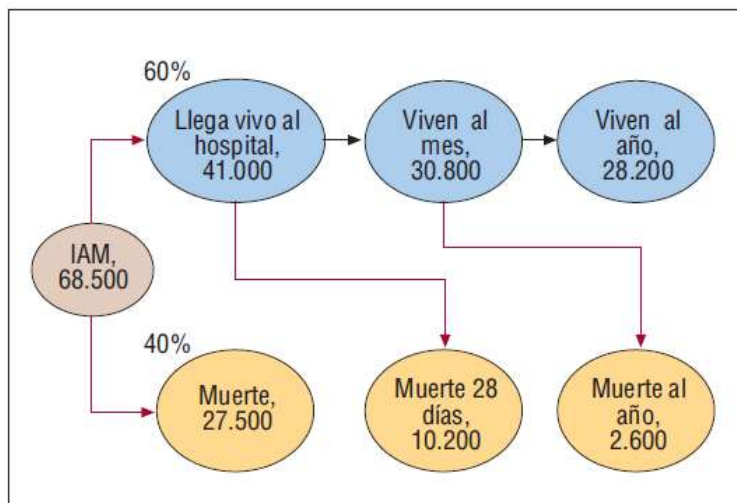 60%
Llega vivo al
hospital,
41.000
Viven al
mes,
30.800
Viven al
año,
28.200
IAM,
68.500
40%
Muerte,
27.500
Muerte 28
días,
10.200
Muerte al
año,
2.600